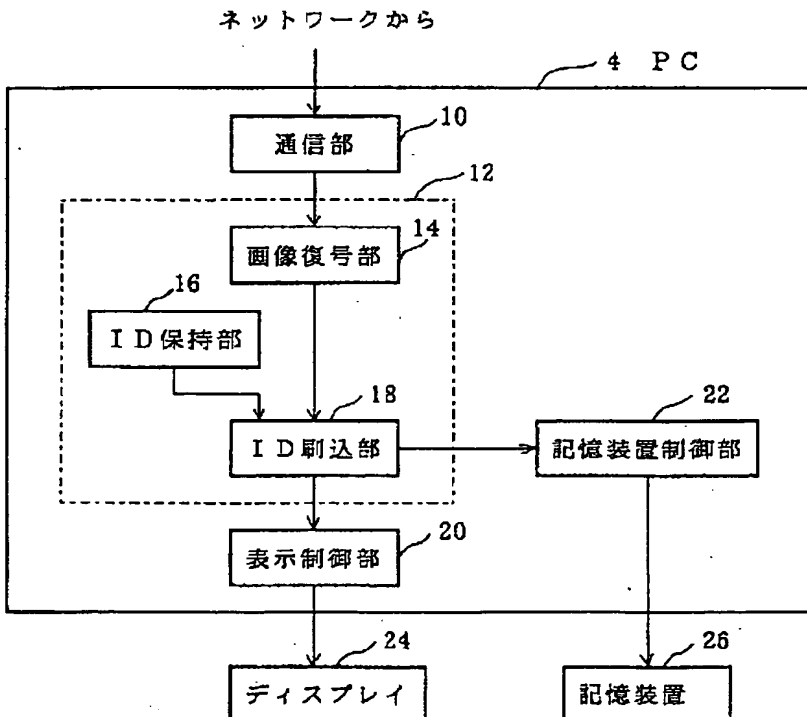 ネットワークから
4 PC
10
通信部
12
14
画像復号部
16
ID保持部
18
ID刷込部
22
記憶装置制御部
20
表示制御部
24
ディスプレイ
26
記憶装置